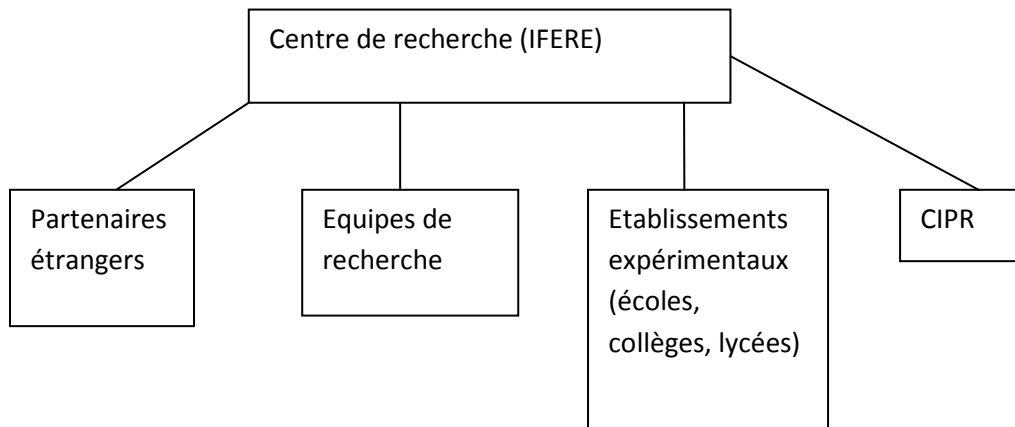 Centre de recherche (IFERE)
Partenaires
étrangers
Equipes de
recherche
Etablissements
expérimentaux
(écoles,
collèges, lycées)
CIPR